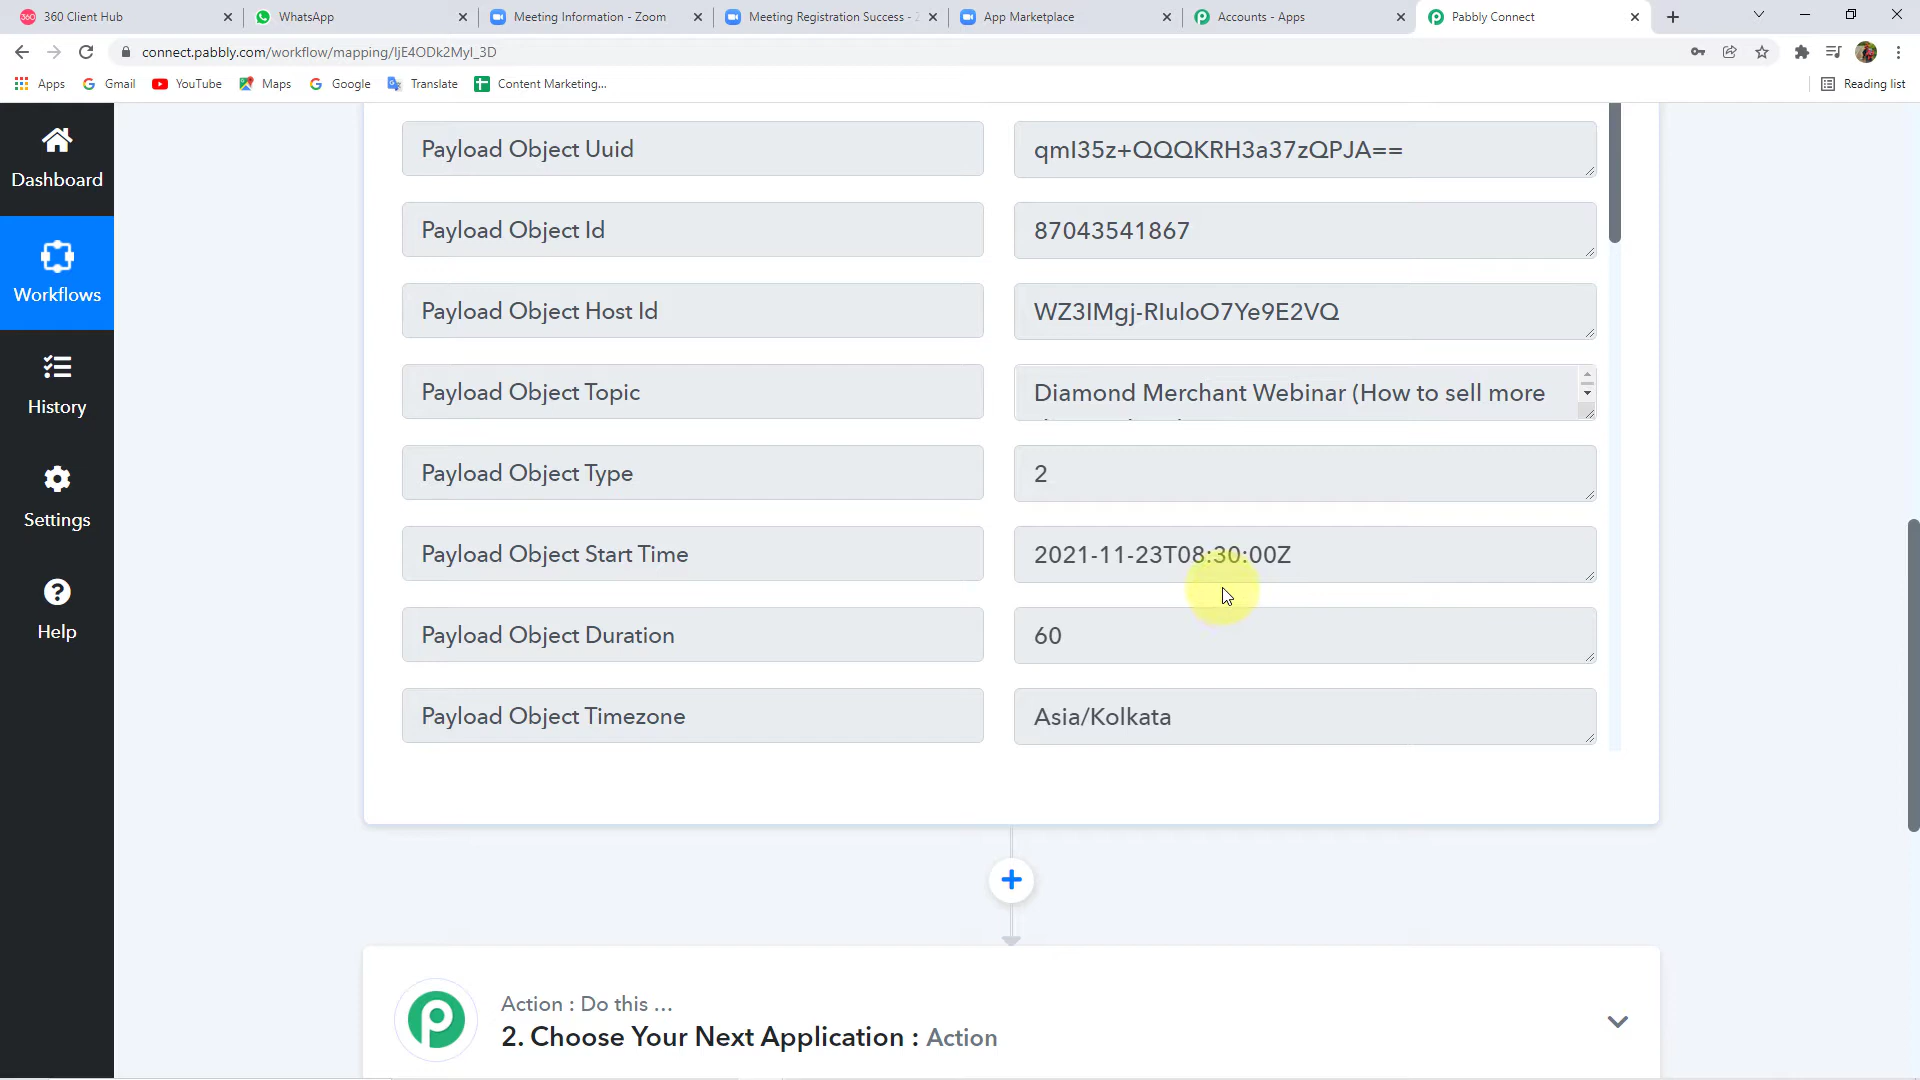 360 Client Hub
WhatsApp
Meeting Information - Zoom
Meeting Registration Success - Z
App Marketplace
Accounts - Apps
Pabbly Connect
connect.pabbly.com/workflow/mapping/IjE4ODk2MyI_3D
Apps
Gmail
YouTube
Maps
Google
Translate
Content Marketing...
Reading list
Dashboard
Workflows
History
Settings
Help
Payload Object Uuid
qmI35z+QQQKRH3a37zQPJA==
Payload Object Id
87043541867
Payload Object Host Id
WZ3IMgj-RIuloO7Ye9E2VQ
Payload Object Topic
Diamond Merchant Webinar (How to sell more
Payload Object Type
2
Payload Object Start Time
2021-11-23T08:30:00Z
Payload Object Duration
60
Payload Object Timezone
Asia/Kolkata
Action : Do this ...
2. Choose Your Next Application : Action